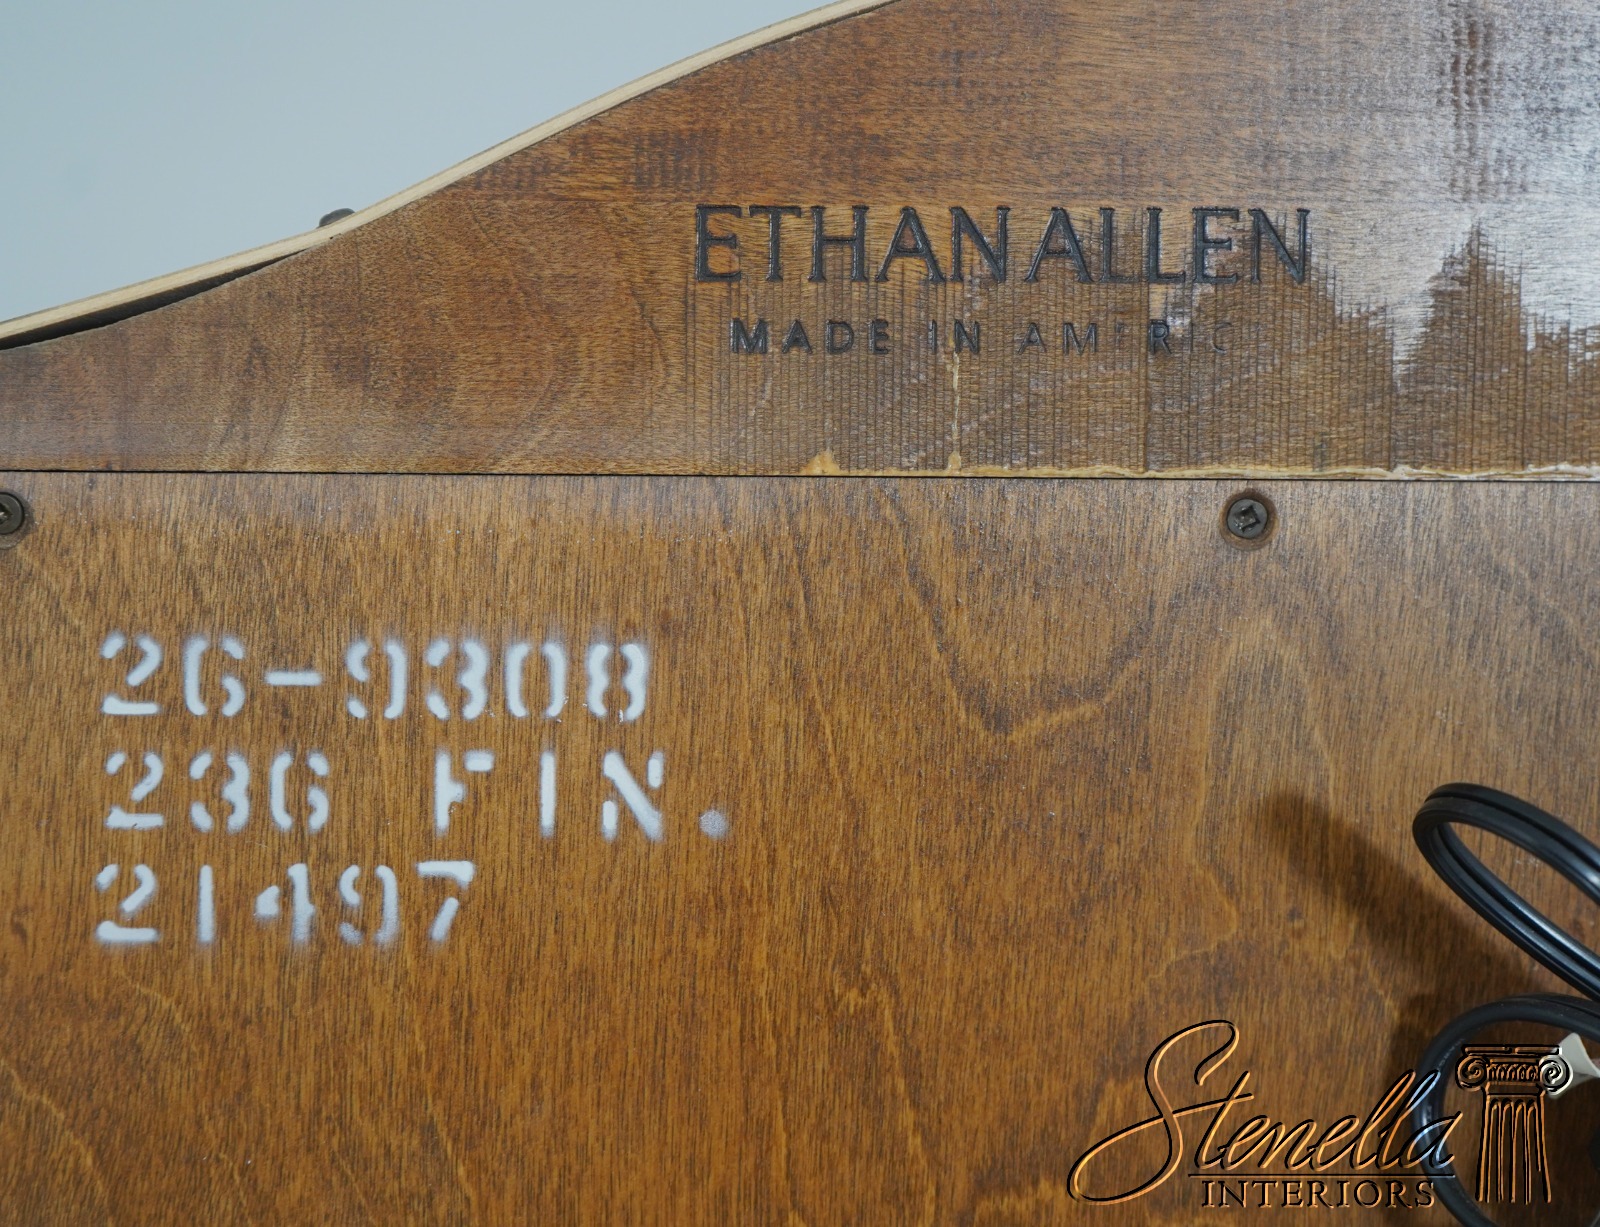 ETHAN ALLEN
MADE IN AMERIC
26-9308
236 FIN.
21497
Stenella
INTERIORS